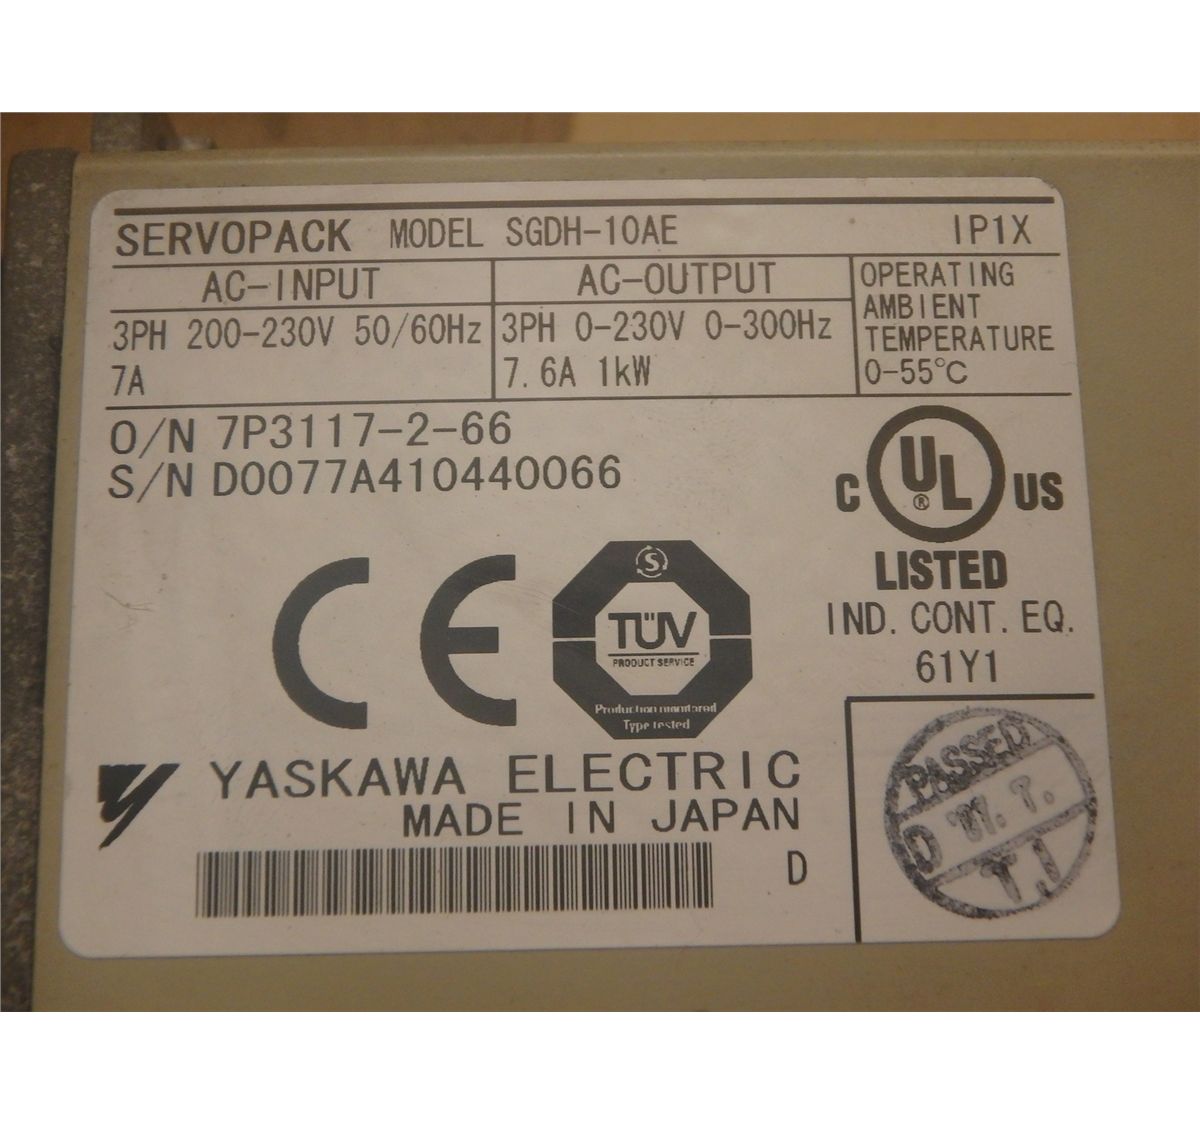 SERVOPACK MODEL SGDH-10AE IP1X
AC-INPUT
3PH 200-230V 50/60Hz
7A
AC-OUTPUT
3PH 0-230V 0-300Hz
7.6A 1kW
OPERATING
AMBIENT
TEMPERATURE
0-55℃
O/N 7P3117-2-66
S/N D0077A410440066
C UL ® US
LISTED
IND. CONT. EQ.
61Y1
CE
S
TÜV
PRODUCT SERVICE
Production monitored
Type tested
YASKAWA ELECTRIC
MADE IN JAPAN
D
PASSED
D